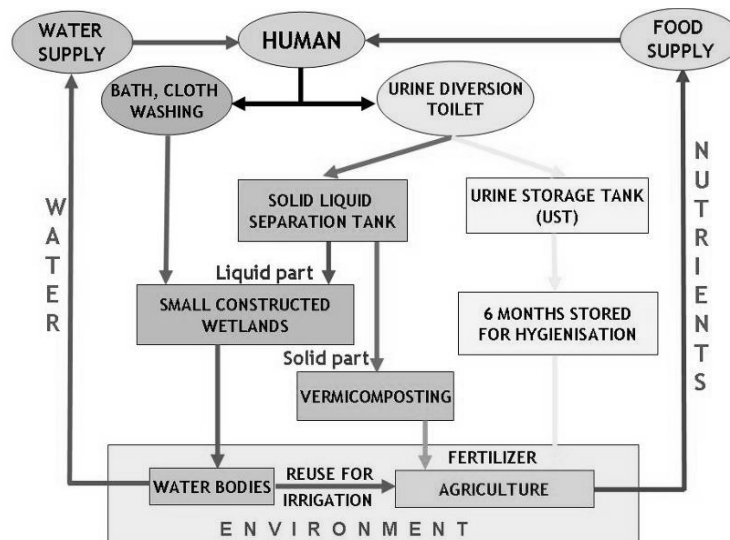 WATER
SUPPLY
HUMAN
FOOD
SUPPLY
BATH, CLOTH
WASHING
URINE DIVERSION
TOILET
SOLID LIQUID
SEPARATION TANK
URINE STORAGE TANK
(UST)
WATER
NUTRIENTS
Liquid part
SMALL CONSTRUCTED
WETLANDS
6 MONTHS STORED
FOR HYGIENISATION
Solid part
VERMICOMPOSTING
FERTILIZER
WATER BODIES
REUSE FOR
IRRIGATION
AGRICULTURE
ENVIRONMENT